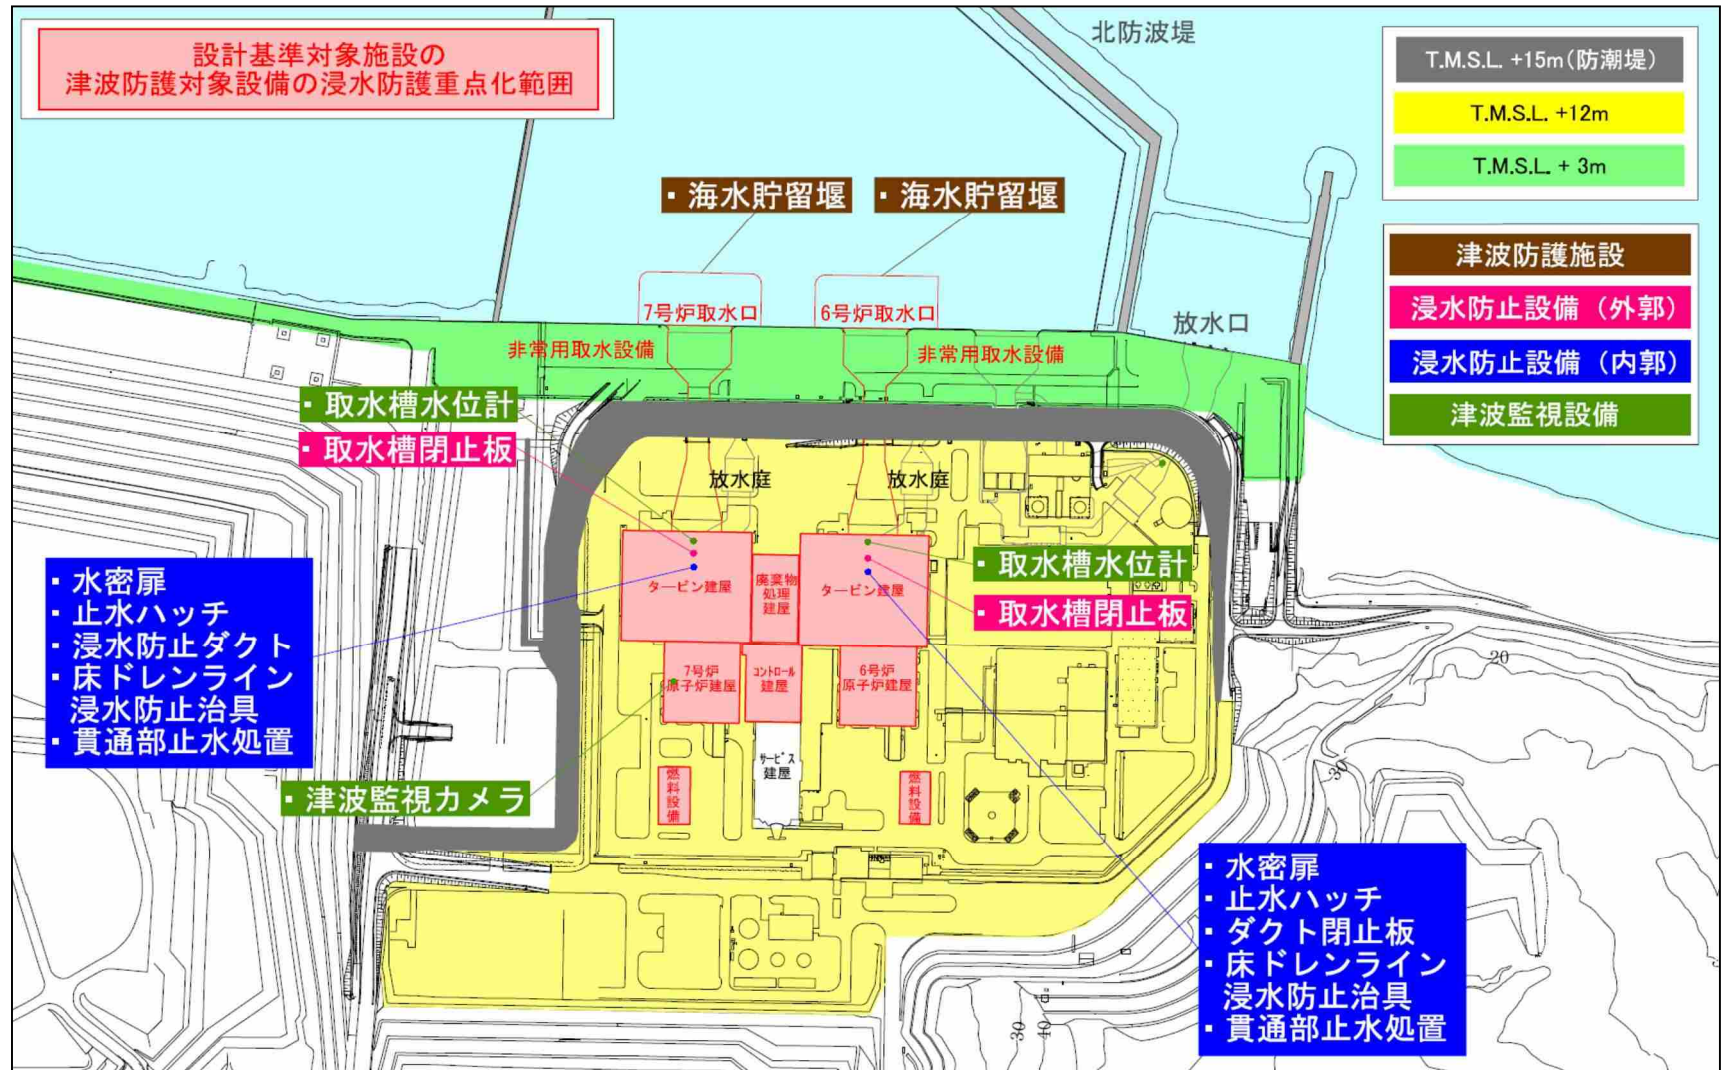 設計基準対象施設の
津波防護対象設備の浸水防護重点化範囲
北防波堤
T.M.S.L. +15m(防潮堤)
T.M.S.L. +12m
T.M.S.L. + 3m
▪ 海水貯留堰
▪ 海水貯留堰
津波防護施設
浸水防止設備（外郭）
浸水防止設備（内郭）
津波監視設備
7号炉取水口
6号炉取水口
放水口
非常用取水設備
非常用取水設備
▪ 取水槽水位計
▪ 取水槽閉止板
放水庭
放水庭
▪ 取水槽水位計
▪ 取水槽閉止板
タービン建屋
廃棄物
処理
建屋
タービン建屋
▪ 水密扉
▪ 止水ハッチ
▪ 浸水防止ダクト
▪ 床ドレンライン
浸水防止治具
▪ 貫通部止水処置
7号炉
原子炉建屋
コントロール
建屋
6号炉
原子炉建屋
サービス
建屋
燃料設備
燃料設備
▪ 津波監視カメラ
20
30
▪ 水密扉
▪ 止水ハッチ
▪ ダクト閉止板
▪ 床ドレンライン
浸水防止治具
▪ 貫通部止水処置
30
40